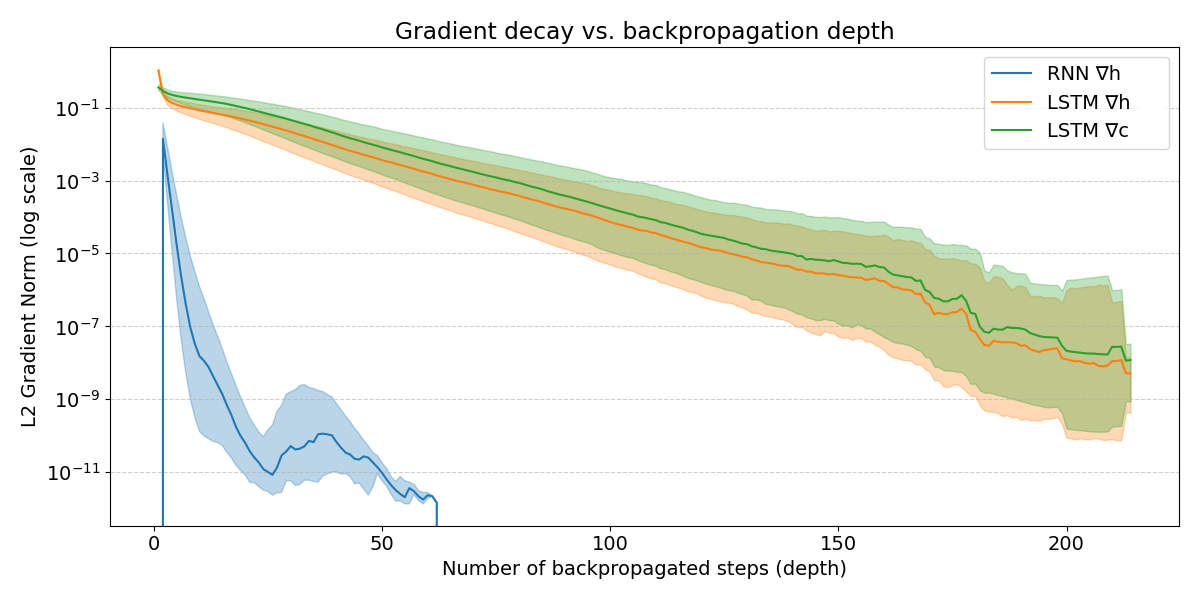 Gradient decay vs. backpropagation depth
L2 Gradient Norm (log scale)
10⁻¹
10⁻³
10⁻⁵
10⁻⁷
10⁻⁹
10⁻¹¹
RNN ∇h
LSTM ∇h
LSTM ∇c
0
50
100
150
200
Number of backpropagated steps (depth)